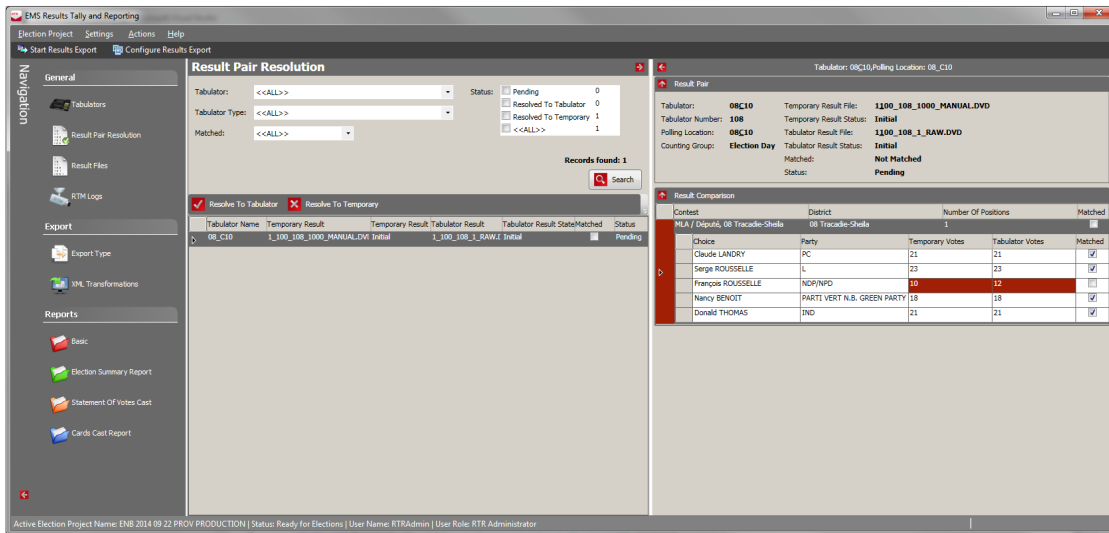 EMS Results Tally and Reporting
Election Project Settings Actions Help
Start Results Export Configure Results Export
Navigation
General
Tabulators
Result Pair Resolution
Result Files
RTM Logs
Export
Export Type
XML Transformations
Reports
Basic
Election Summary Report
Statement Of Votes Cast
Cards Cast Report
Result Pair Resolution
Tabulator: <<ALL>>
Tabulator Type: <<ALL>>
Matched: <<ALL>>
Status:
Pending 0
Resolved To Tabulator 0
Resolved To Temporary 1
<<ALL>> 1
Records found: 1
Search
Resolve To Tabulator Resolve To Temporary
Tabulator Name Temporary Result Temporary Result Tabulator Result Tabulator Result State Matched Status
08_C10 1_100_108_1000_MANUAL.DVI Initial 1_100_108_1_RAW.D Initial Pending
Tabulator: 08C10,Polling Location: 08_C10
Result Pair
Tabulator: 08C10 Temporary Result File: 1100_108_1000_MANUAL.DVD
Tabulator Number: 108 Temporary Result Status: Initial
Polling Location: 08C10 Tabulator Result File: 1100_108_1_RAW.DVD
Counting Group: Election Day Tabulator Result Status: Initial
Matched: Not Matched
Status: Pending
Result Comparison
Contest District Number Of Positions Matched
MLA / Député, 08 Tracadie-Sheila 08 Tracadie-Sheila 1
Choice Party Temporary Votes Tabulator Votes Matched
Claude LANDRY PC 21 21
Serge ROUSSELLE L 23 23
François ROUSSELLE NDP/NPD 10 12
Nancy BENOIT PARTI VERT N.B. GREEN PARTY 18 18
Donald THOMAS IND 21 21
Active Election Project Name: ENB 2014 09 22 PROV PRODUCTION | Status: Ready for Elections | User Name: RTRAdmin | User Role: RTR Administrator